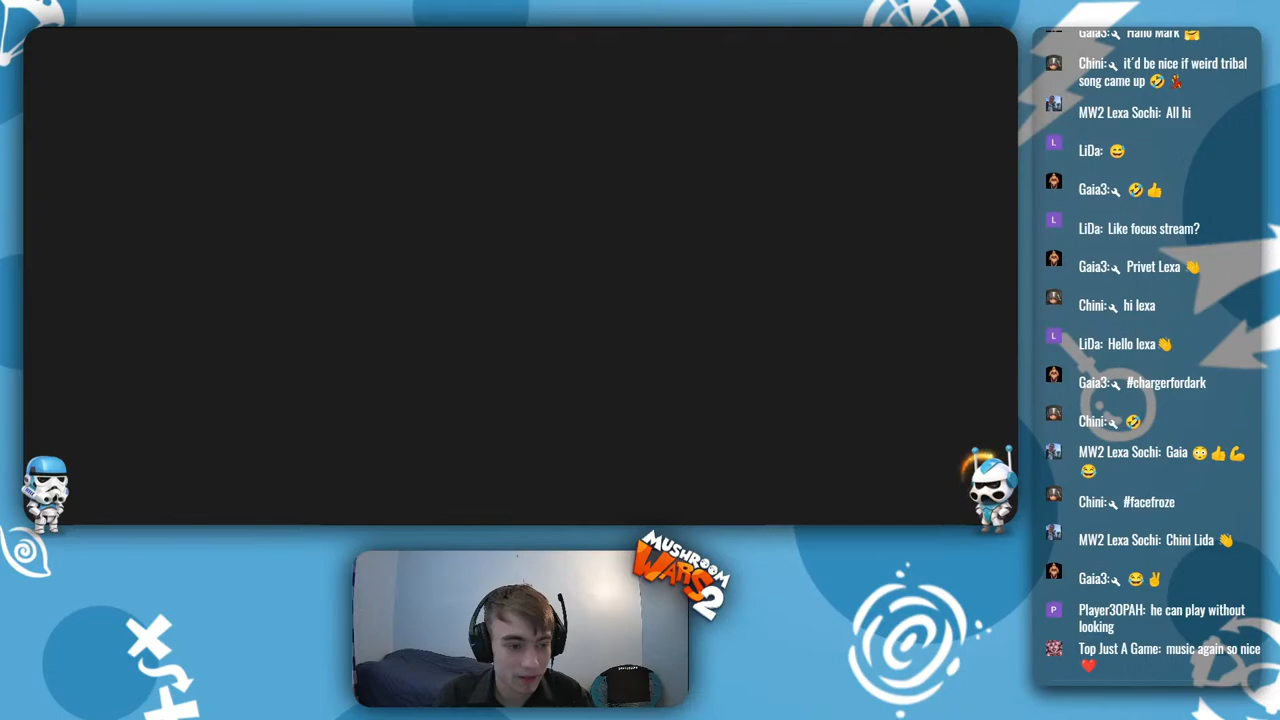 Gaia3: Hallo Mark 🤗
Chini: it´d be nice if weird tribal
song came up 🤣 💃
MW2 Lexa Sochi: All hi
L
LiDa: 😅
Gaia3: 🤣👍
L
LiDa: Like focus stream?
Gaia3: Privet Lexa 👋
Chini: hi lexa
L
LiDa: Hello lexa👋
Gaia3: #chargerfordark
Chini: 🤣
MW2 Lexa Sochi: Gaia 😳👍💪
😂
Chini: #facefroze
MW2 Lexa Sochi: Chini Lida 👋
Gaia3: 😂✌️
P
Player3OPAH: he can play without
looking
Top Just A Game: music again so nice
❤️
MUSHROOM
WARS
2